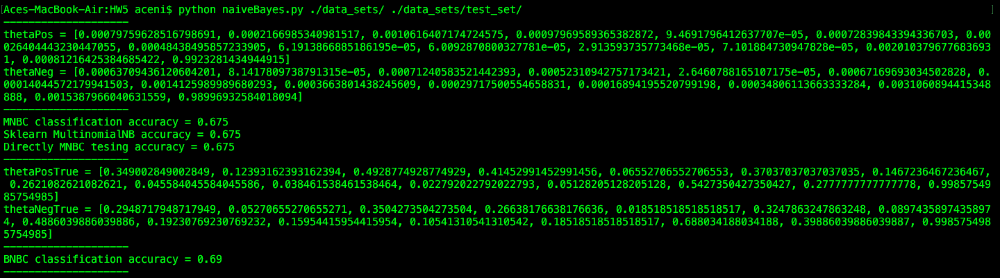 [Aces-MacBook-Air:HW5 aceni$ python naiveBayes.py ./data_sets/ ./data_sets/test_set/ ]
--------------------
thetaPos = [0.00079759628516798691, 0.0002166985340981517, 0.0010616407174724575, 0.00097969589365382872, 9.4691796412637707e-05, 0.00072839843394336703, 0.000
26404443230447055, 0.00048438495857233905, 6.1913866885186195e-05, 6.0092870800327781e-05, 2.913593735773468e-05, 7.101884730947828e-05, 0.002010379677683693
1, 0.00081216425384685422, 0.9923281434944915]
thetaNeg = [0.00063709436120604201, 8.1417809738791315e-05, 0.00071240583521442393, 0.00052310942757173421, 2.6460788165107175e-05, 0.00067169693034502828, 0.
00014044572179941503, 0.0014125989989680293, 0.0003663801438245609, 0.00029717500554658831, 0.00016894195520799198, 0.00034806113663333284, 0.0031060894415348
888, 0.0015387966040631559, 0.98996932584018094]
--------------------
MNBC classification accuracy = 0.675
Sklearn MultinomialNB accuracy = 0.675
Directly MNBC tesing accuracy = 0.675
--------------------
thetaPosTrue = [0.349002849002849, 0.12393162393162394, 0.4928774928774929, 0.41452991452991456, 0.06552706552706553, 0.37037037037037035, 0.1467236467236467,
0.2621082621082621, 0.045584045584045586, 0.038461538461538464, 0.022792022792022793, 0.05128205128205128, 0.5427350427350427, 0.2777777777777778, 0.99857549
85754985]
thetaNegTrue = [0.2948717948717949, 0.05270655270655271, 0.3504273504273504, 0.26638176638176636, 0.018518518518518517, 0.3247863247863248, 0.0897435897435897
4, 0.4886039886039886, 0.19230769230769232, 0.15954415954415954, 0.10541310541310542, 0.18518518518518517, 0.688034188034188, 0.39886039886039887, 0.998575498
5754985]
--------------------
BNBC classification accuracy = 0.69
--------------------